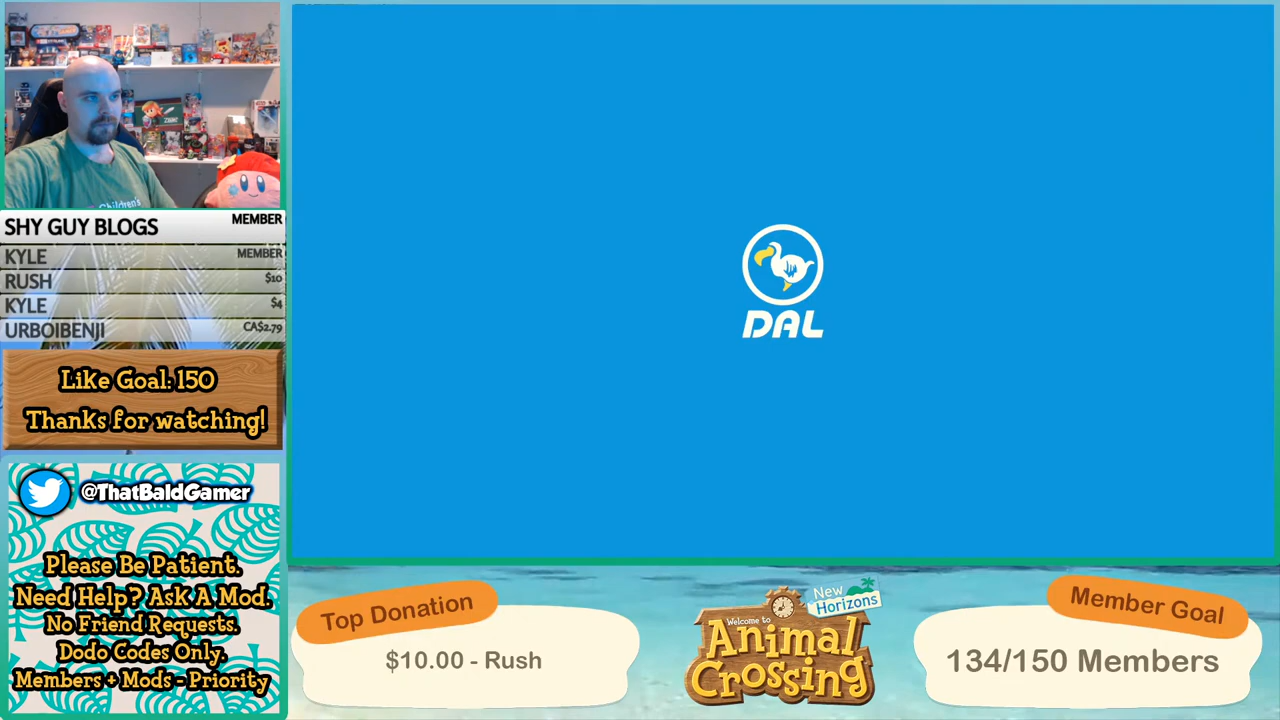 Children's
SHY GUY BLOGS MEMBER
KYLE MEMBER
RUSH $10
KYLE $4
URBOIBENJI CA$2.79
Like Goal: 150
Thanks for watching!
@ThatBaldGamer
Please Be Patient.
Need Help? Ask A Mod.
No Friend Requests.
Dodo Codes Only.
Members + Mods - Priority
DAL
Top Donation
$10.00 - Rush
Welcome to
Animal
Crossing
New
Horizons
Member Goal
134/150 Members